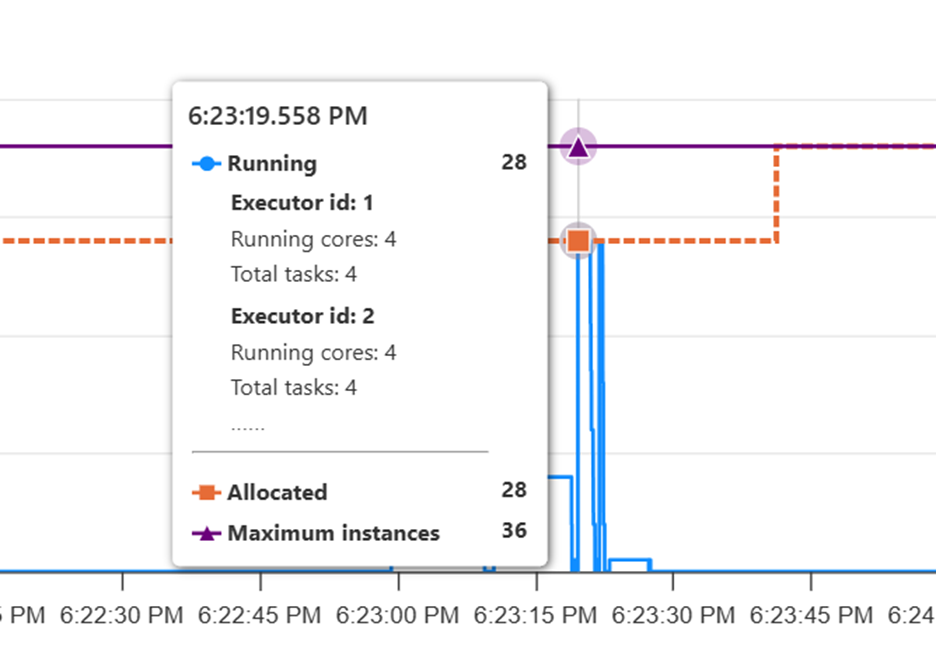 6:23:19.558 PM
Running 28
Executor id: 1
Running cores: 4
Total tasks: 4
Executor id: 2
Running cores: 4
Total tasks: 4
......
Allocated 28
Maximum instances 36
5 PM 6:22:30 PM 6:22:45 PM 6:23:00 PM 6:23:15 PM 6:23:30 PM 6:23:45 PM 6:24